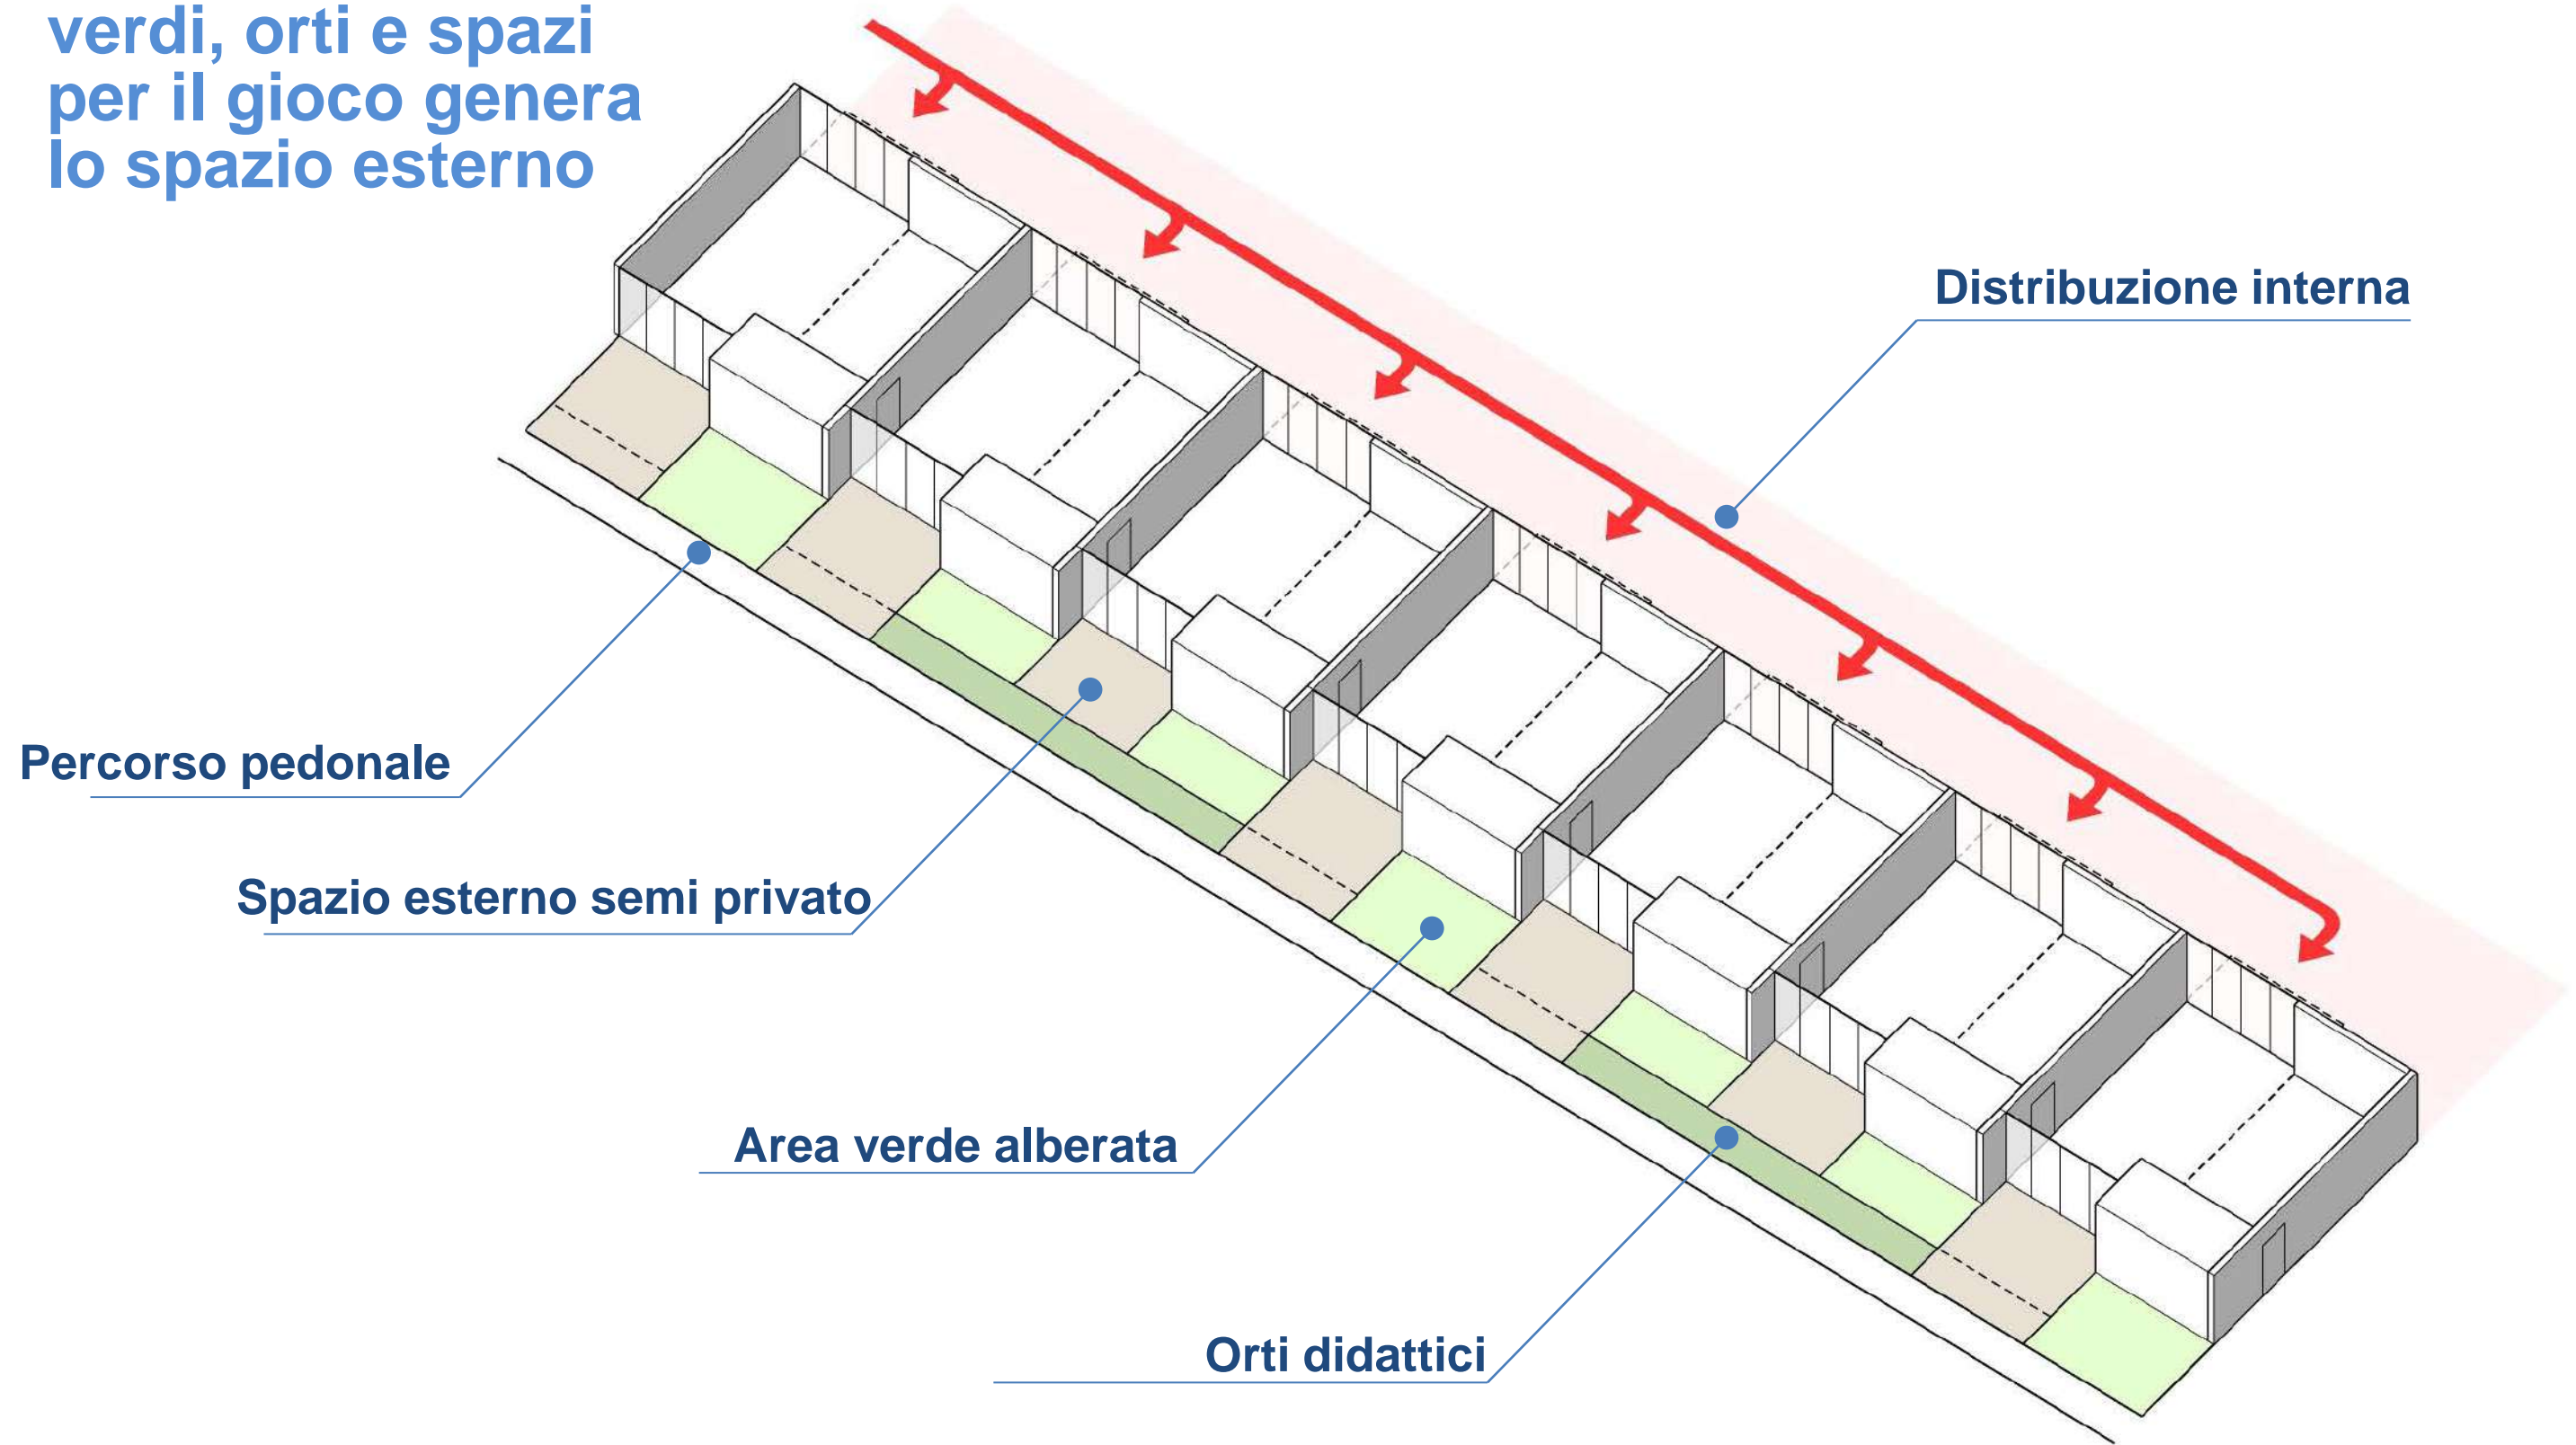 verdi, orti e spazi
per il gioco genera
lo spazio esterno
Distribuzione interna
Percorso pedonale
Spazio esterno semi privato
Area verde alberata
Orti didattici